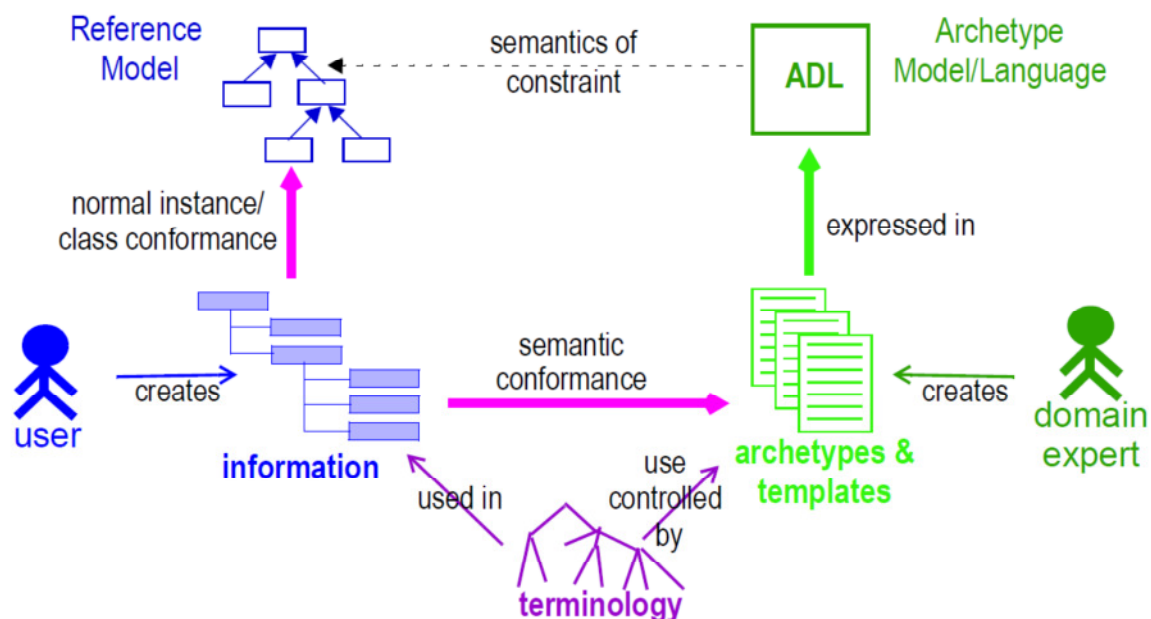 Reference
Model
semantics of
constraint
ADL
Archetype
Model/Language
normal instance/
class conformance
expressed in
user
creates
information
semantic
conformance
archetypes &
templates
creates
domain
expert
used in
use
controlled
by
terminology